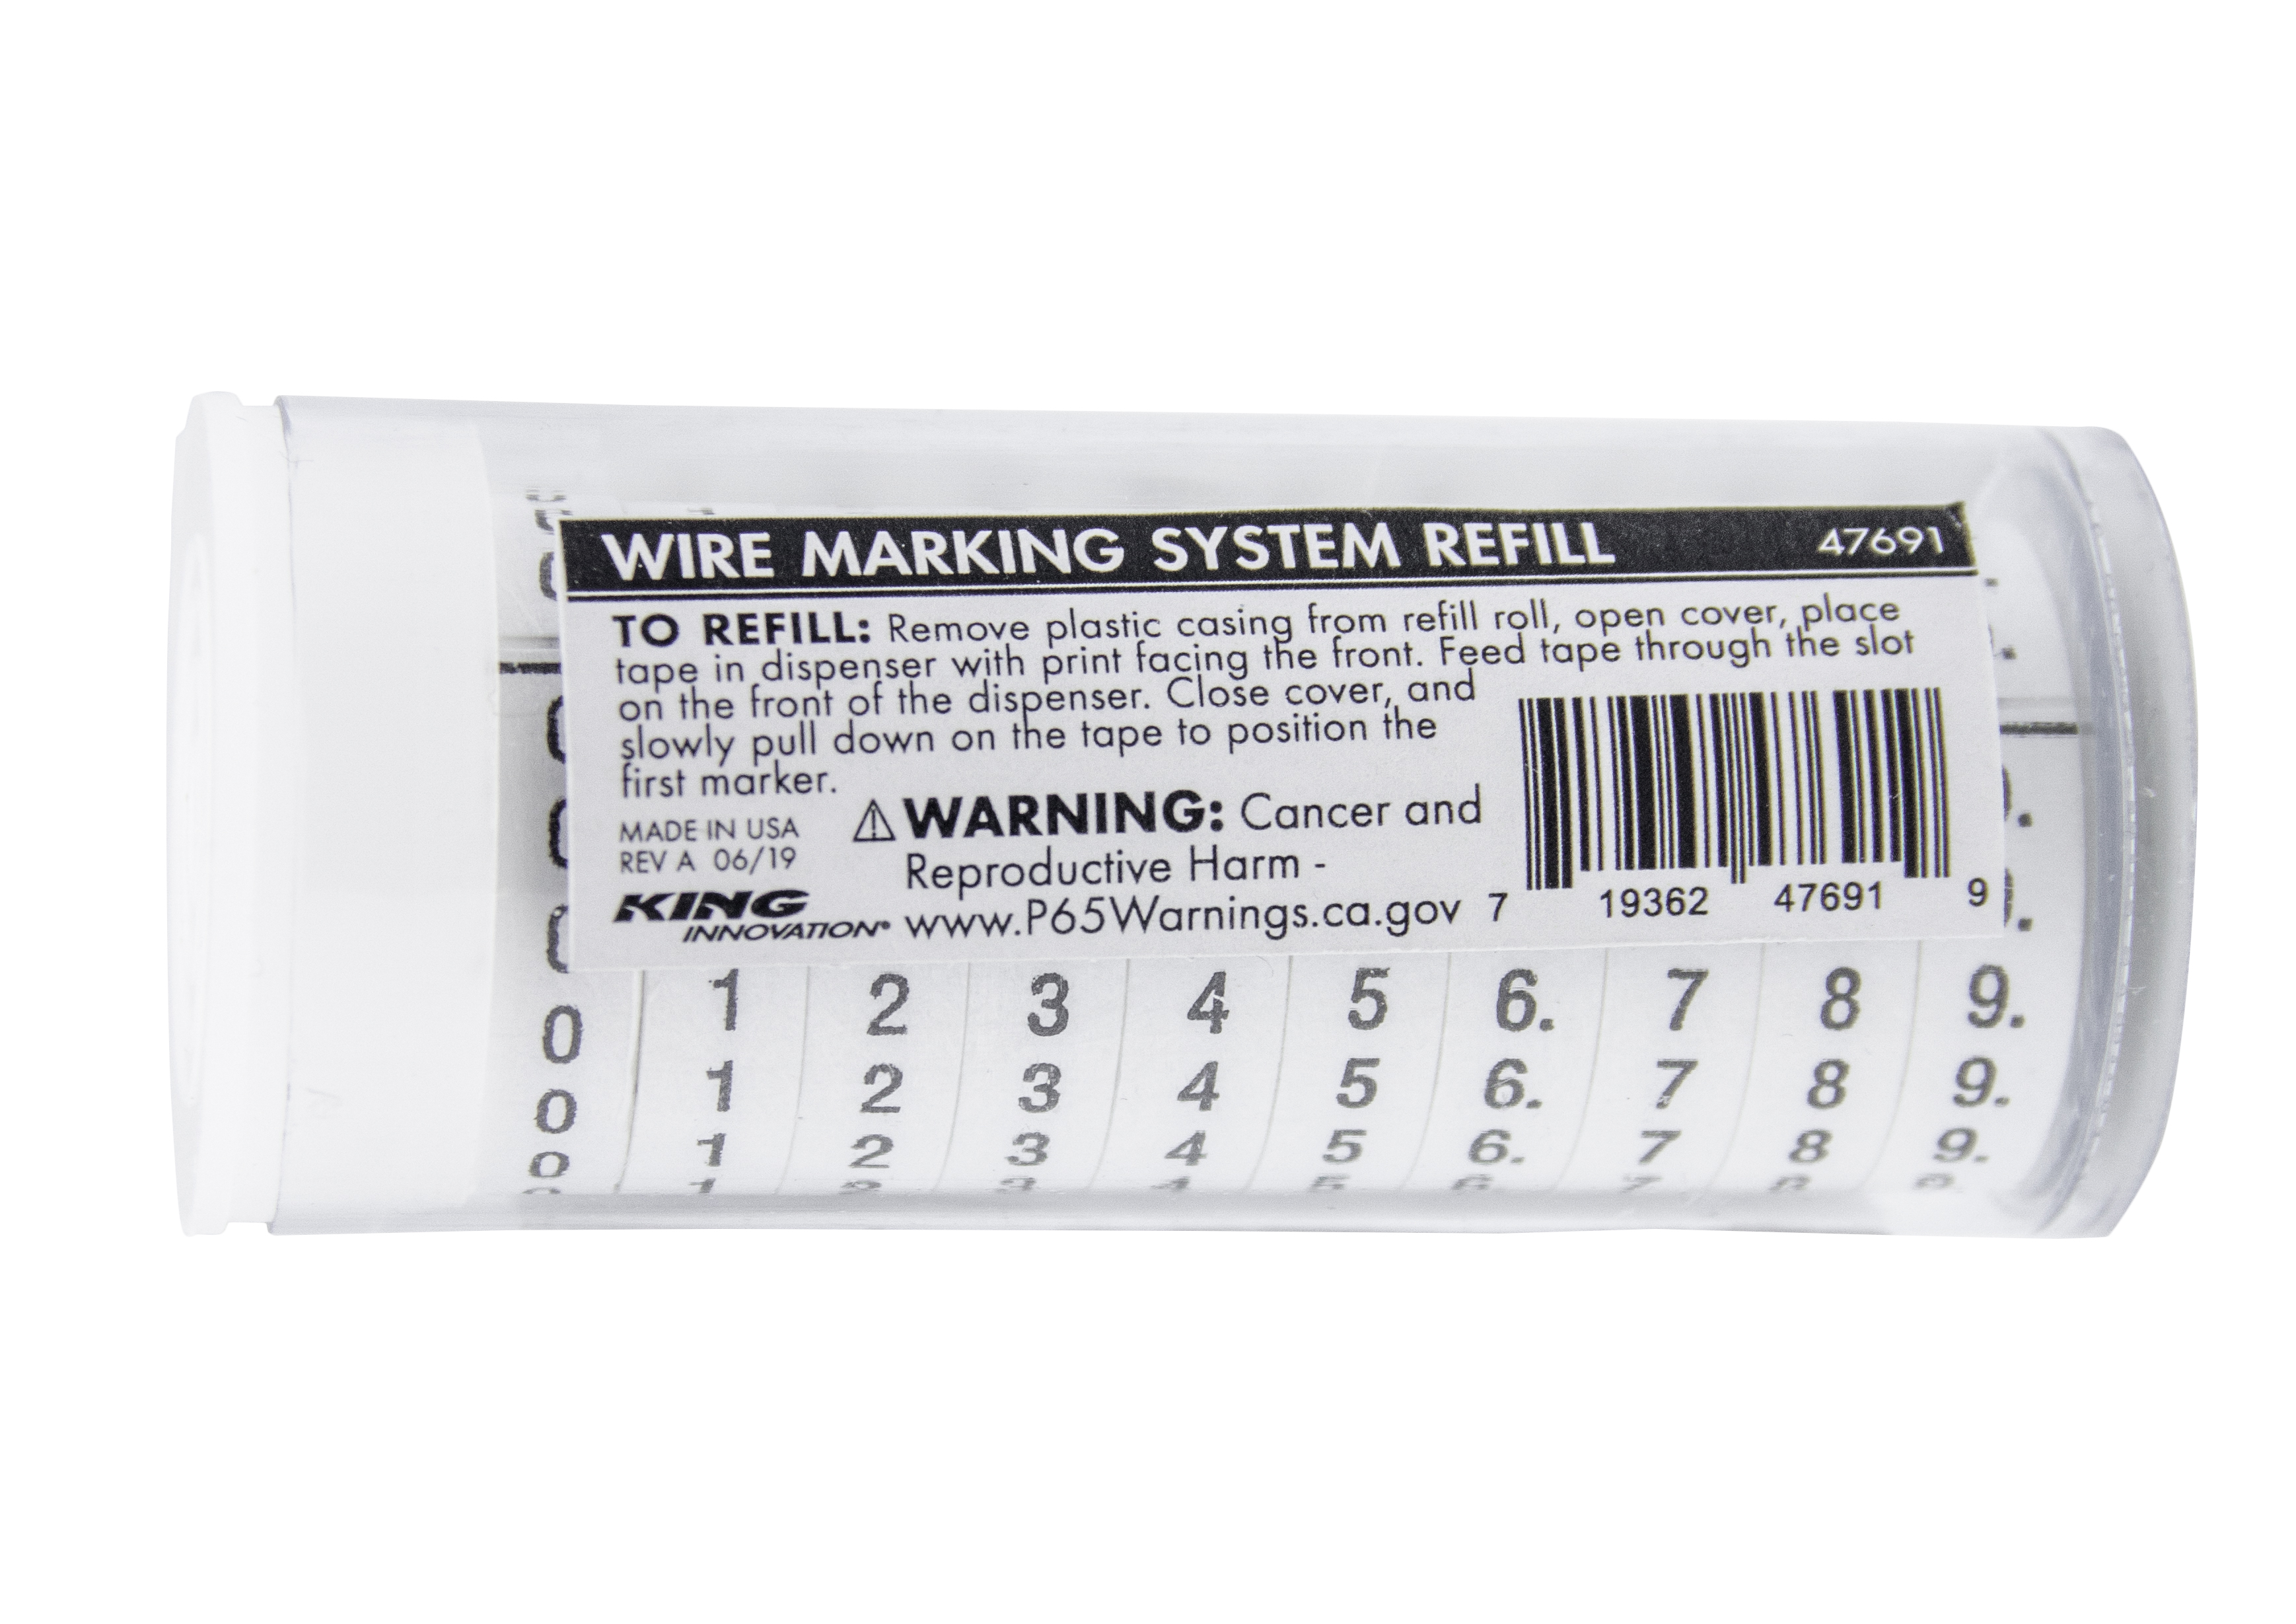 WIRE MARKING SYSTEM REFILL 47691
TO REFILL: Remove plastic casing from refill roll, open cover, place
tape in dispenser with print facing the front. Feed tape through the slot
on the front of the dispenser. Close cover, and
slowly pull down on the tape to position the
first marker.
MADE IN USA
REV A 06/19
KING
INNOVATION®
⚠WARNING: Cancer and
Reproductive Harm -
www.P65Warnings.ca.gov
7 19362 47691 9
0 1 2 3 4 5 6. 7 8 9.
0 1 2 3 4 5 6. 7 8 9.
0 1 2 3 4 5 6. 7 8 9.